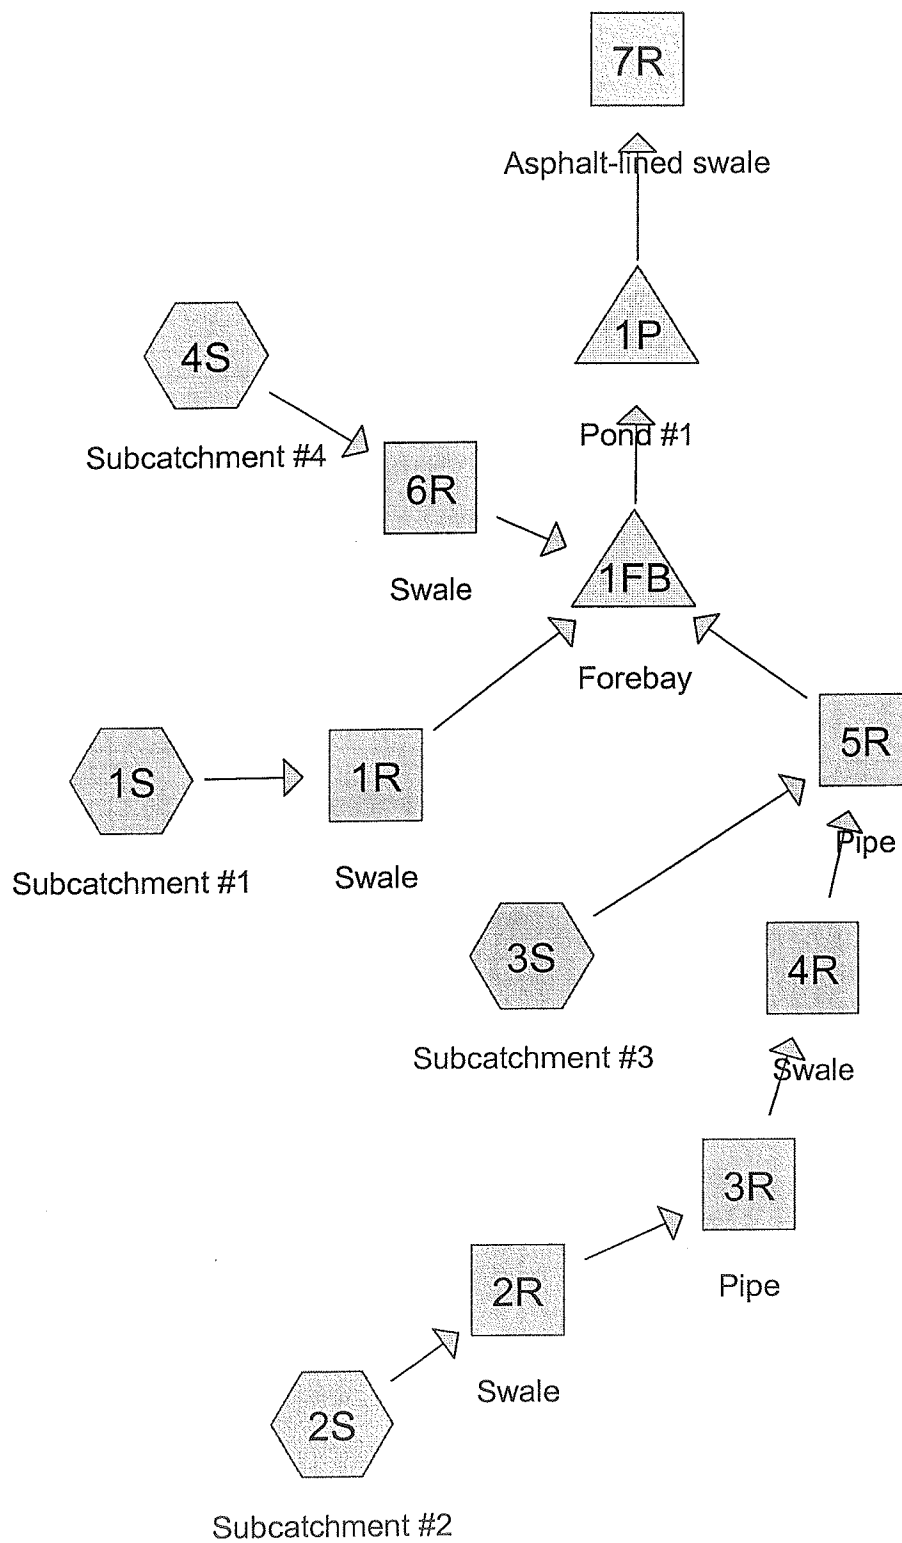 7R
Asphalt-lined swale
1P
4S
Pond #1
Subcatchment #4
6R
1FB
Swale
Forebay
5R
1S
1R
Pipe
Subcatchment #1
Swale
3S
4R
Subcatchment #3
Swale
3R
2R
Pipe
Swale
2S
Subcatchment #2